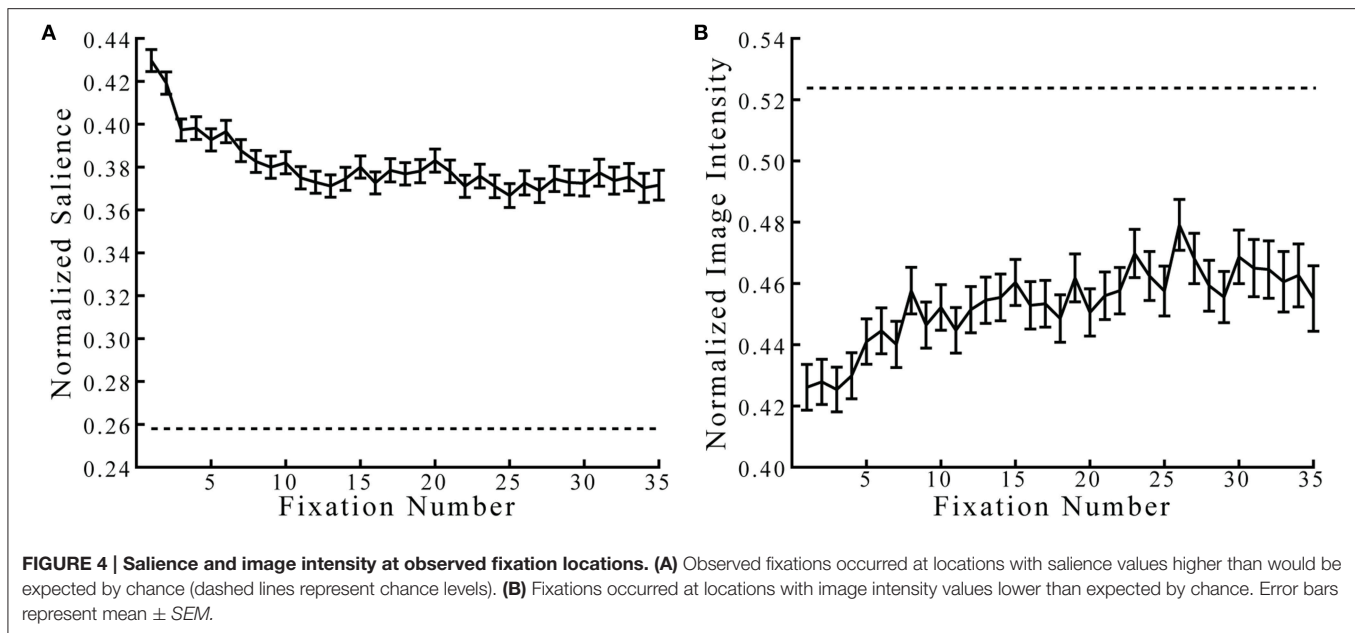 A
0.44
0.42
0.40
0.38
0.36
0.34
0.32
0.30
0.28
0.26
0.24
Normalized Salience
5 10 15 20 25 30 35
Fixation Number
B
0.54
0.52
0.50
0.48
0.46
0.44
0.42
0.40
Normalized Image Intensity
5 10 15 20 25 30 35
Fixation Number
FIGURE 4 | Salience and image intensity at observed fixation locations. (A) Observed fixations occurred at locations with salience values higher than would be
expected by chance (dashed lines represent chance levels). (B) Fixations occurred at locations with image intensity values lower than expected by chance. Error bars
represent mean ± SEM.